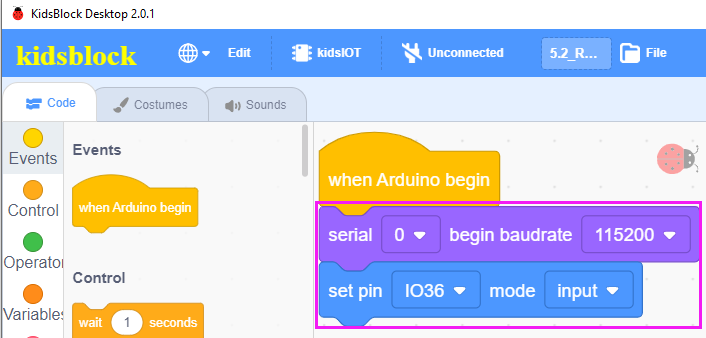 KidsBlock Desktop 2.0.1
kidsblock Edit kidsIOT Unconnected 5.2_R... File
Code Costumes Sounds
Events
Control
Operator
Variables
Events
when Arduino begin
Control
wait 1 seconds
when Arduino begin
serial 0 begin baudrate 115200
set pin IO36 mode input